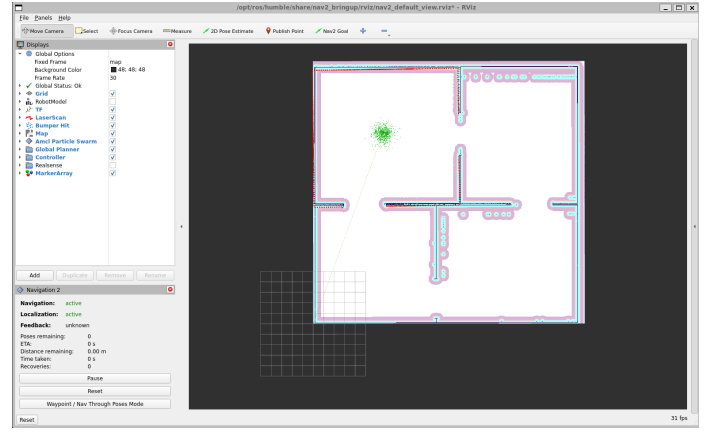 /opt/ros/humble/share/nav2_bringup/rviz/nav2_default_view.rviz* - RViz
File Panels Help
Move Camera Select Focus Camera Measure 2D Pose Estimate Publish Point Nav2 Goal
Displays
Global Options
Fixed Frame map
Background Color 48; 48; 48
Frame Rate 30
Global Status: Ok
Grid
RobotModel
TF
LaserScan
Bumper Hit
Map
Amcl Particle Swarm
Global Planner
Controller
Realsense
MarkerArray
Add Duplicate Remove Rename
Navigation 2
Navigation: active
Localization: active
Feedback: unknown
Poses remaining: 0
ETA: 0 s
Distance remaining: 0.00 m
Time taken: 0 s
Recoveries: 0
Pause
Reset
Waypoint / Nav Through Poses Mode
Reset 31 fps